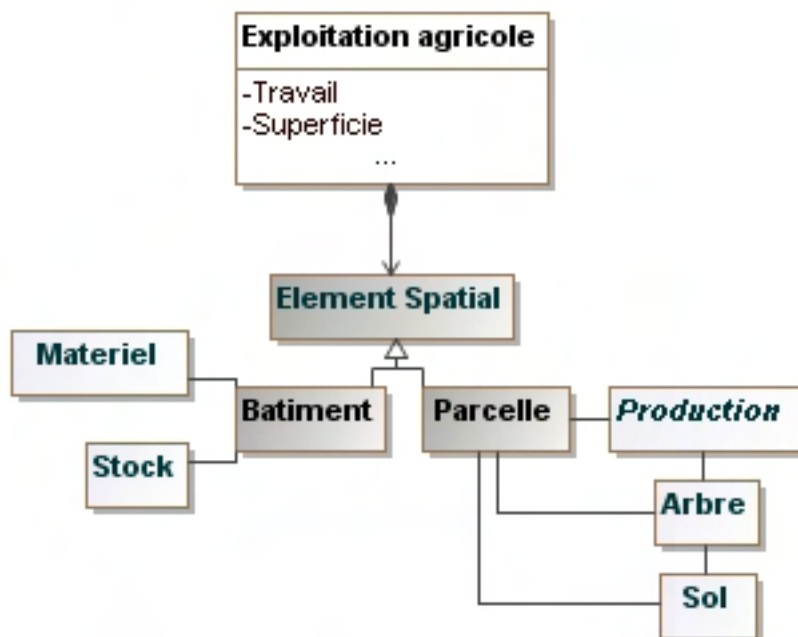 Exploitation agricole
-Travail
-Superficie
...
Element Spatial
Materiel
Batiment
Parcelle
Production
Stock
Arbre
Sol